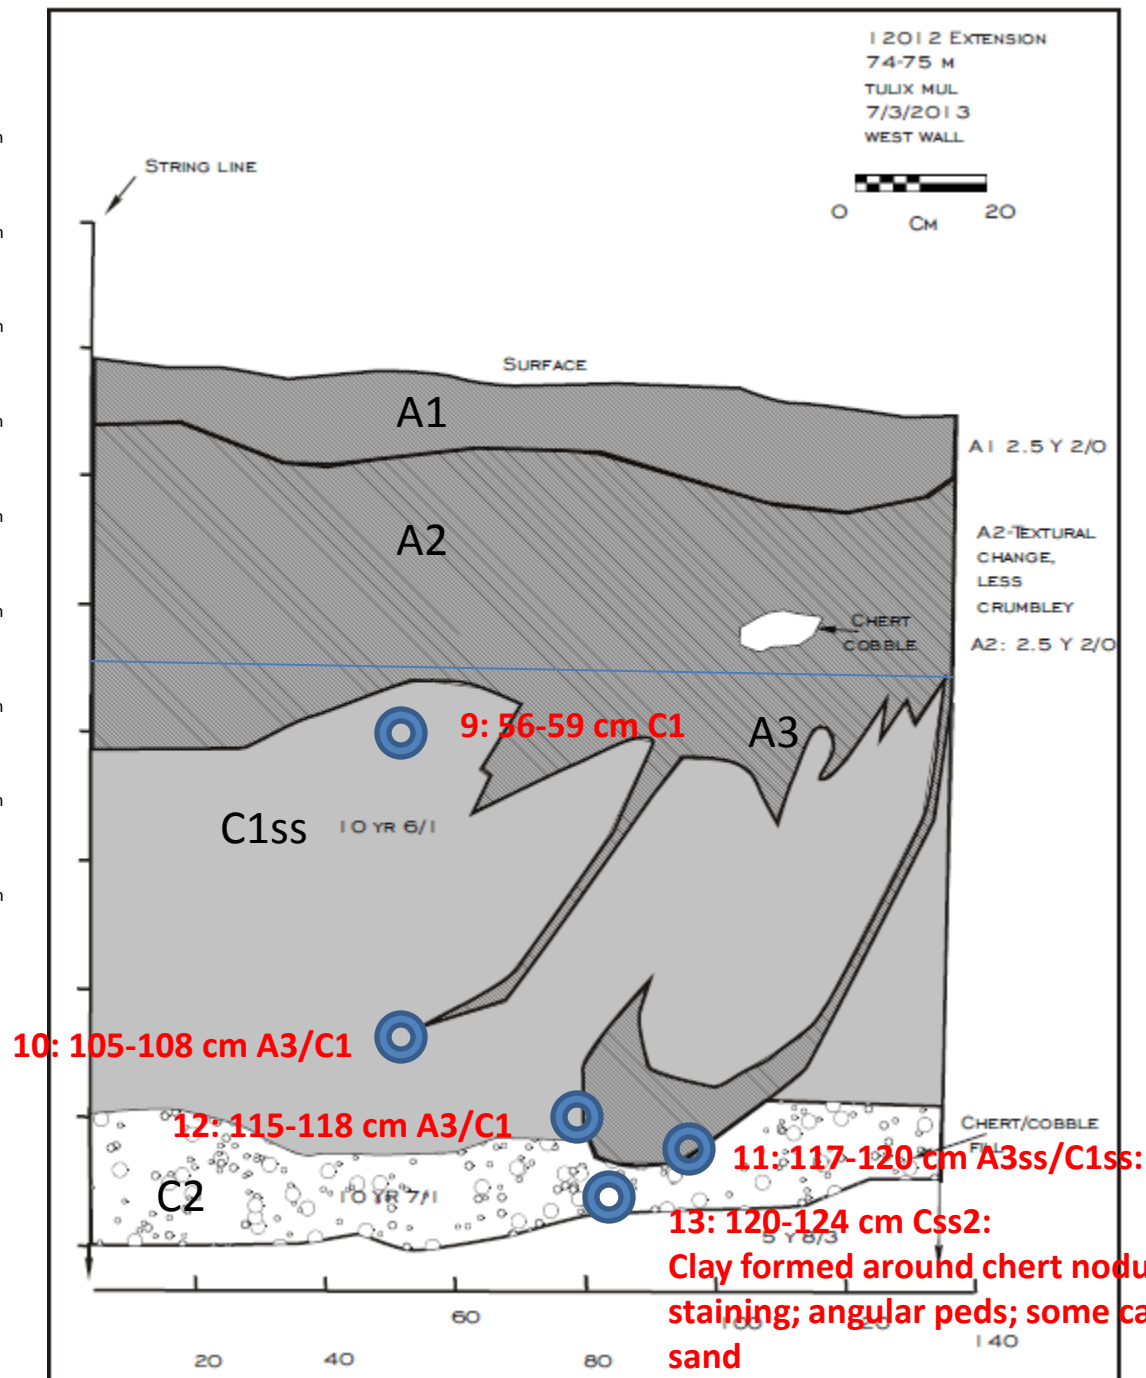 12012 EXTENSION
74-75 M
TULIX MUL
7/3/2013
WEST WALL
0 20
CM
STRING LINE
SURFACE
A1
A1 2.5 Y 2/0
A2
A2-TEXTURAL
CHANGE,
LESS
CRUMBLEY
A2: 2.5 Y 2/0
CHERT
COBBLE
9: 56-59 cm C1
A3
C1ss
10 YR 6/1
10: 105-108 cm A3/C1
12: 115-118 cm A3/C1
CHERT/COBBLE
FILL
11: 117-120 cm A3ss/C1ss:
C2
10 YR 7/1
13: 120-124 cm Css2:
5 Y 8/3
Clay formed around chert nodu
staining; angular peds; some ca
sand
20 40 60 80 100 120 140